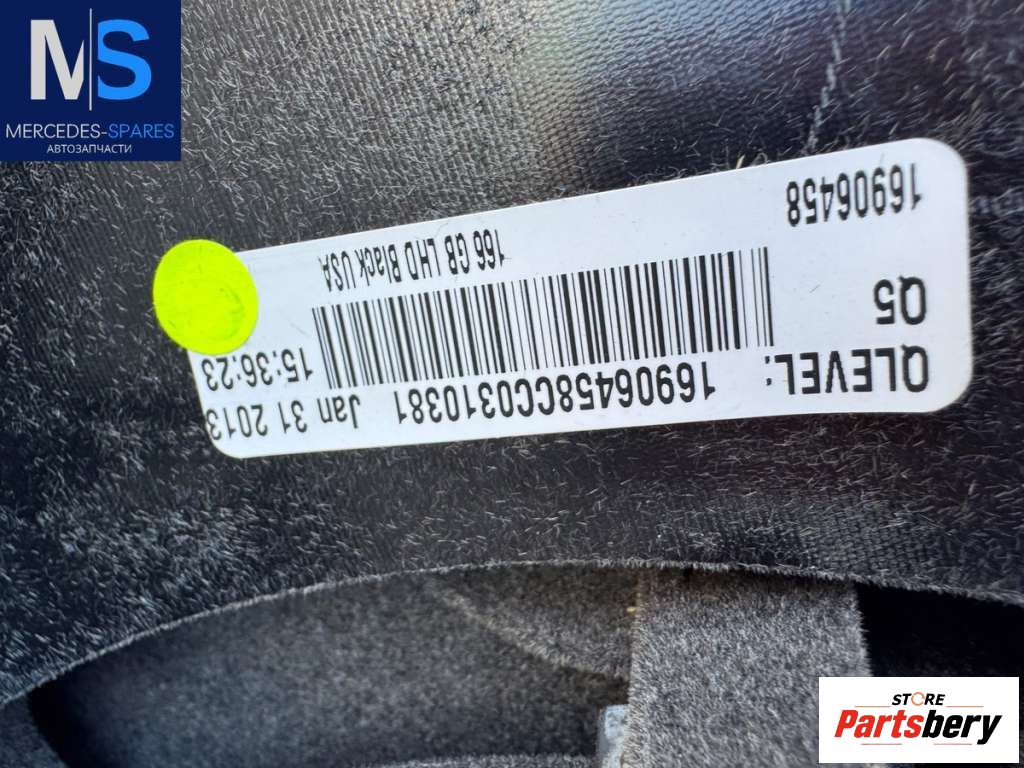 MS
MERCEDES-SPARES
АВТОЗАПЧАСТИ
QLEVEL:
Q5
16906458
16906458CC0310381
166 GB LHD Black USA
Jan 31 2013
15:36:23
STORE
Partsbery